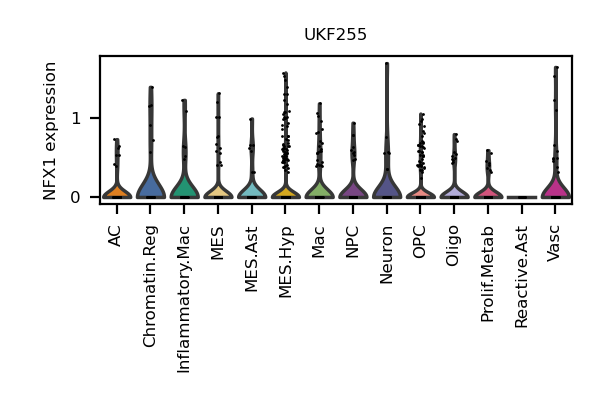 UKF255
NFX1 expression
1
0
AC
Chromatin.Reg
Inflammatory.Mac
MES
MES.Ast
MES.Hyp
Mac
NPC
Neuron
OPC
Oligo
Prolif.Metab
Reactive.Ast
Vasc